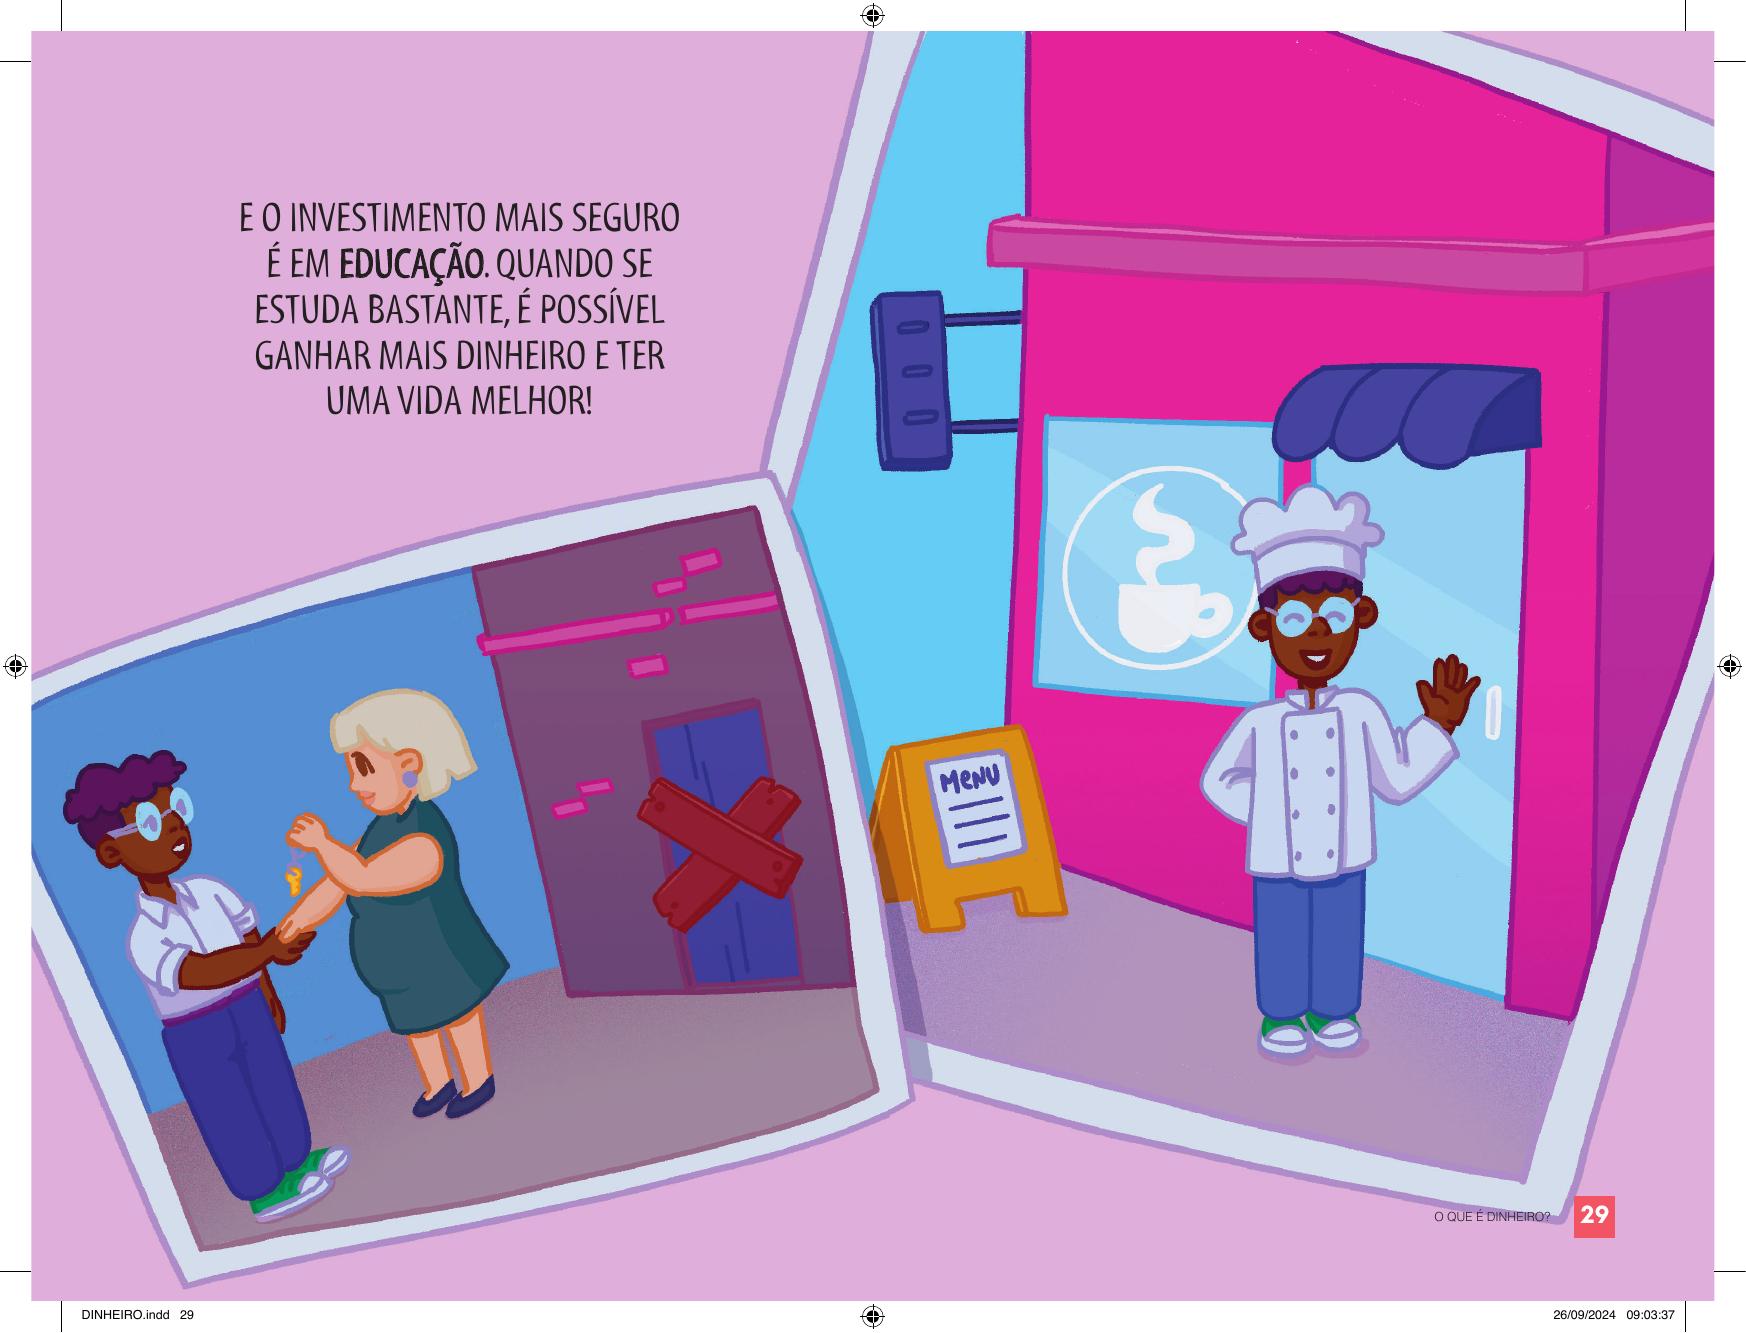 E O INVESTIMENTO MAIS SEGURO
É EM EDUCAÇÃO. QUANDO SE
ESTUDA BASTANTE, É POSSÍVEL
GANHAR MAIS DINHEIRO E TER
UMA VIDA MELHOR!
MENU
O QUE É DINHEIRO? 29
DINHEIRO.indd 29 26/09/2024 09:03:37